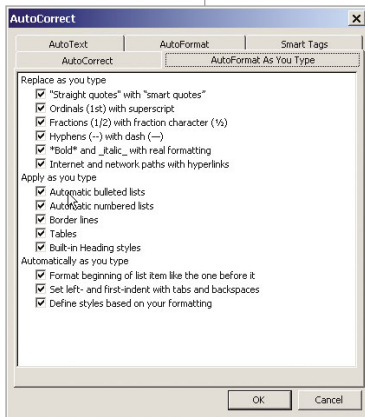 AutoCorrect
AutoText AutoFormat Smart Tags
AutoCorrect AutoFormat As You Type
Replace as you type
"Straight quotes" with "smart quotes"
Ordinals (1st) with superscript
Fractions (1/2) with fraction character (½)
Hyphens (--) with dash (—)
*Bold* and _italic_ with real formatting
Internet and network paths with hyperlinks
Apply as you type
Automatic bulleted lists
Automatic numbered lists
Border lines
Tables
Built-in Heading styles
Automatically as you type
Format beginning of list item like the one before it
Set left- and first-indent with tabs and backspaces
Define styles based on your formatting
OK Cancel